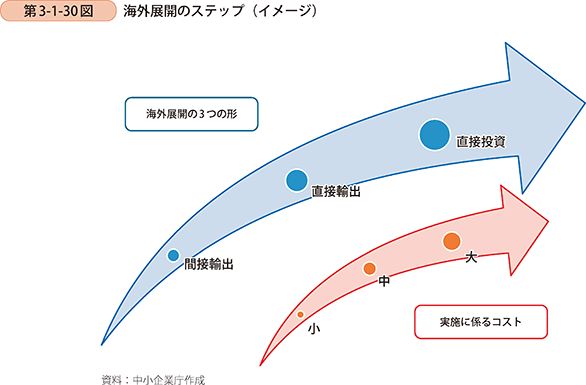 第3-1-30図 海外展開のステップ（イメージ）
海外展開の3つの形
直接投資
直接輸出
間接輸出
大
中
小
実施に係るコスト
資料：中小企業庁作成